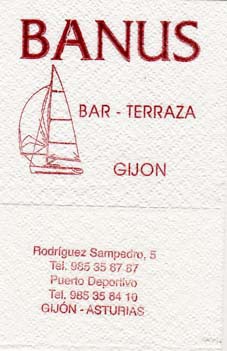 BANUS
BAR - TERRAZA
GIJON
Rodríguez Sampedro, 5
Tel. 985 35 87 87
Puerto Deportivo
Tel. 985 35 84 10
GIJÓN - ASTURIAS